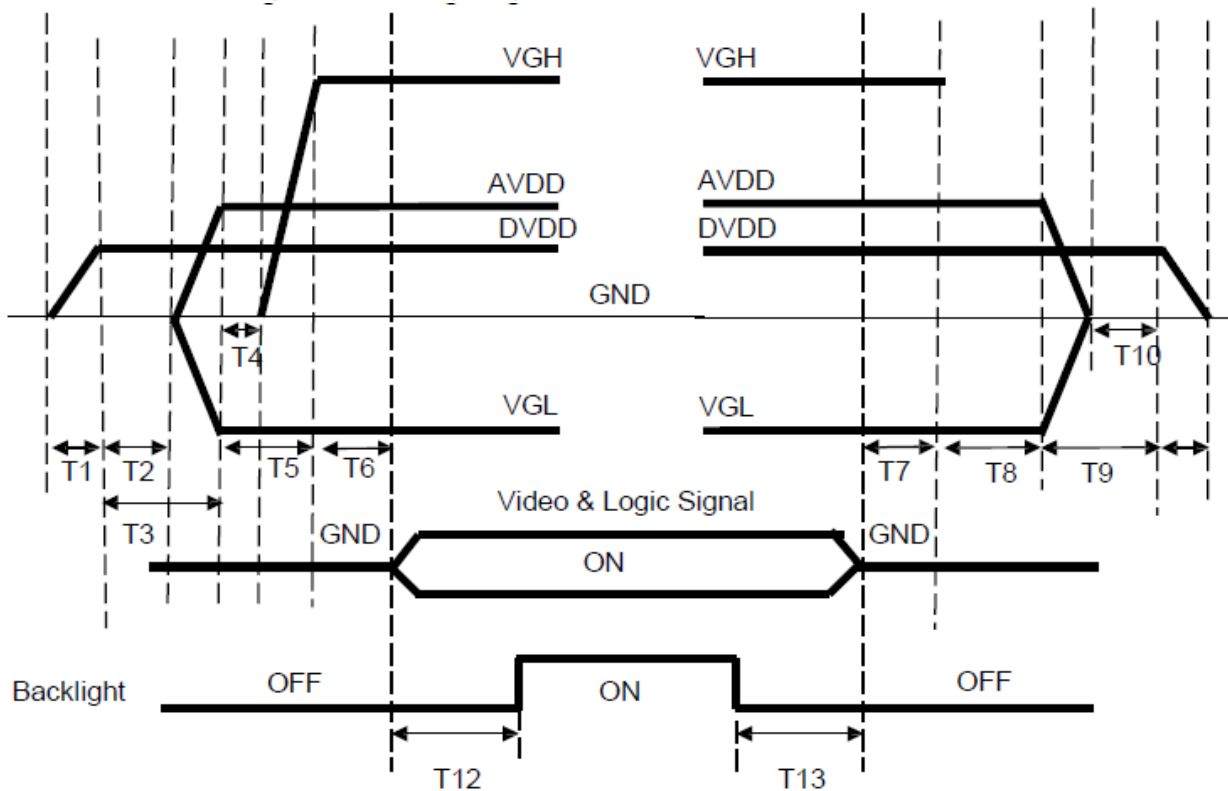 VGH VGH
AVDD AVDD
DVDD DVDD
GND
T4 T10
VGL VGL
T1 T2 T5 T6 T7 T8 T9
Video & Logic Signal
T3
GND GND
ON
Backlight OFF ON OFF
T12 T13